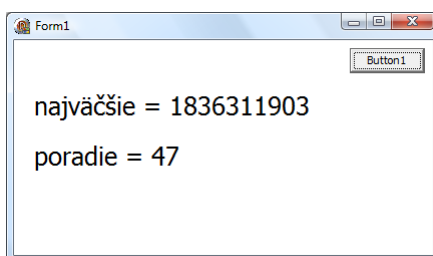 Form1
Button1
najväčšie = 1836311903
poradie = 47